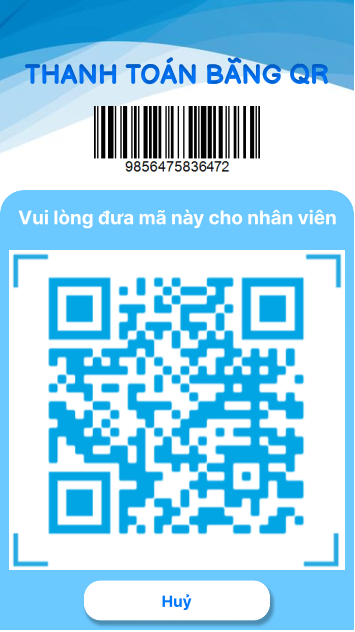 THANH TOÁN BẰNG QR
9856475836472
Vui lòng đưa mã này cho nhân viên
Huỷ